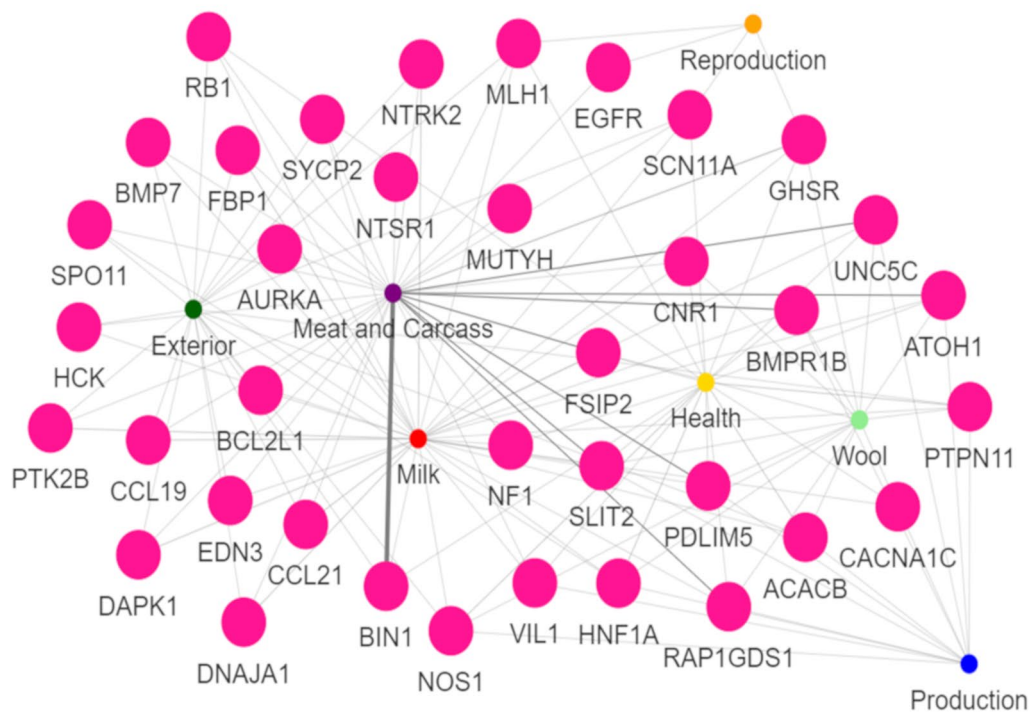 Reproduction
RB1
NTRK2
MLH1
EGFR
SYCP2
SCN11A
BMP7
FBP1
GHSR
NTSR1
MUTYH
SPO11
UNC5C
AURKA
CNR1
Meat and Carcass
Exterior
ATOH1
BMPR1B
HCK
FSIP2
Health
BCL2L1
Wool
PTPN11
PTK2B
Milk
CCL19
NF1
SLIT2
PDLIM5
EDN3
CACNA1C
CCL21
ACACB
DAPK1
BIN1
VIL1
HNF1A
RAP1GDS1
DNAJA1
NOS1
Production